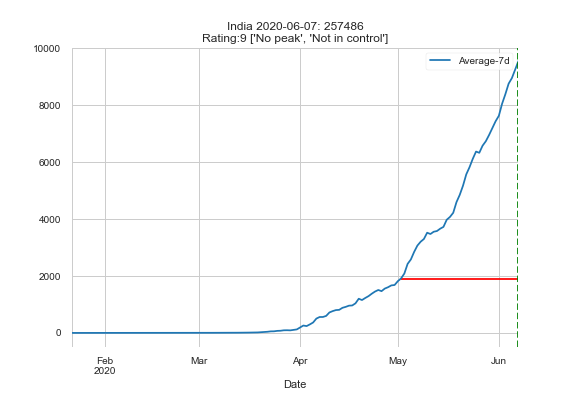 India 2020-06-07: 257486
Rating:9 ['No peak', 'Not in control']
10000
Average-7d
8000
6000
4000
2000
0
Feb Mar Apr May Jun
2020
Date